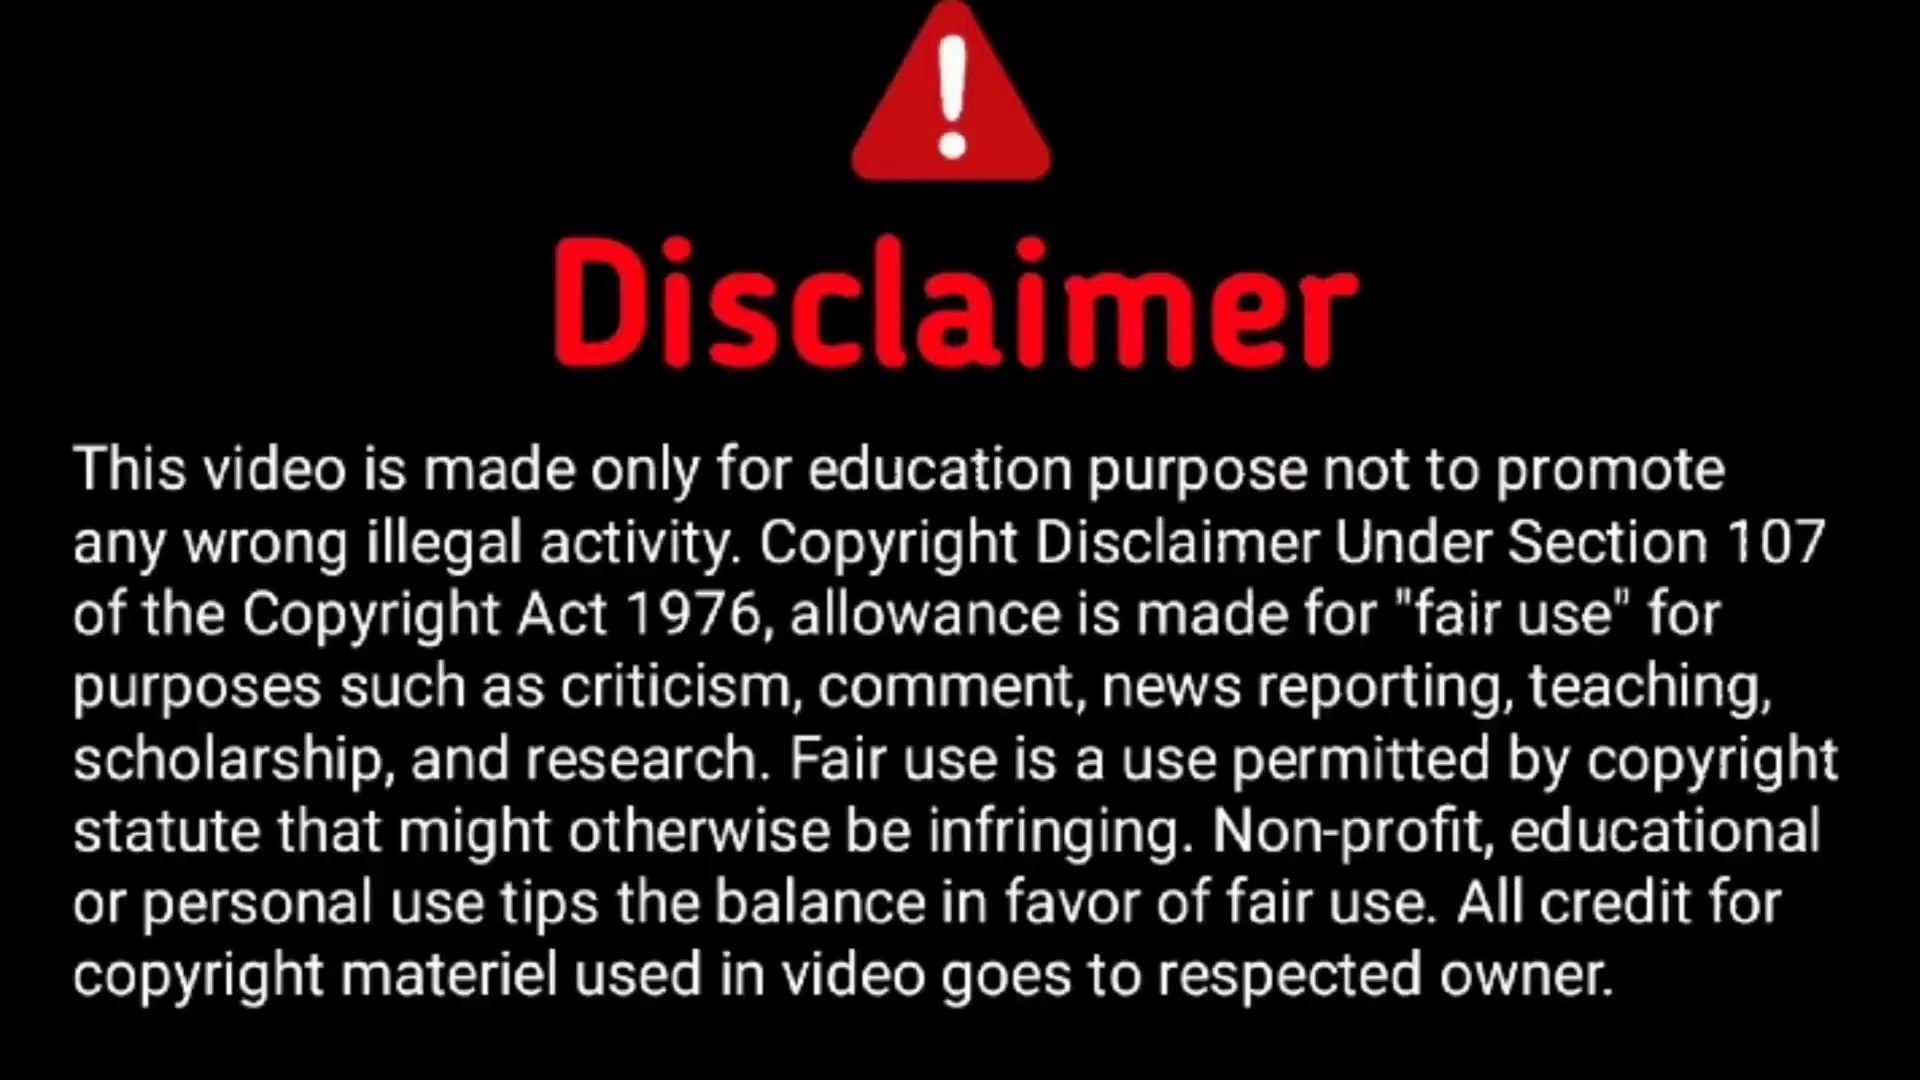 Disclaimer
This video is made only for education purpose not to promote
any wrong illegal activity. Copyright Disclaimer Under Section 107
of the Copyright Act 1976, allowance is made for "fair use" for
purposes such as criticism, comment, news reporting, teaching,
scholarship, and research. Fair use is a use permitted by copyright
statute that might otherwise be infringing. Non-profit, educational
or personal use tips the balance in favor of fair use. All credit for
copyright materiel used in video goes to respected owner.